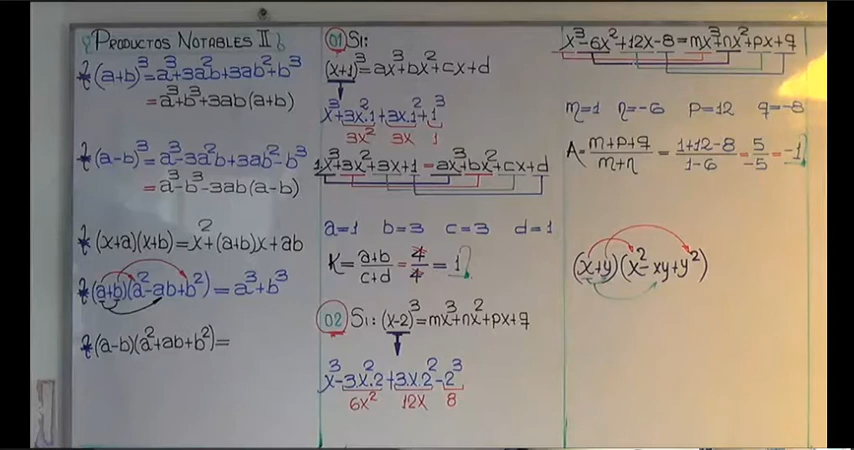 PRODUCTOS NOTABLES II
(a+b)³=a³+3a²b+3ab²+b³
=a³+b³+3ab(a+b)
(a-b)³=a³-3a²b+3ab²-b³
=a³-b³-3ab(a-b)
(x+a)(x+b)=x²+(a+b)x+ab
(a+b)(a²-ab+b²)=a³+b³
(a-b)(a²+ab+b²)=
01 Si:
(x+1)³=ax³+bx²+cx+d
x³+3x².1+3x.1²+1³
3x² 3x 1
1x³+3x²+3x+1=ax³+bx²+cx+d
a=1 b=3 c=3 d=1
K=(a+b)/(c+d)=4/4=1
02 Si: (x-2)³=mx³+nx²+px+q
x³-3x².2+3x.2²-2³
6x² 12x 8
x³-6x²+12x-8=mx³+nx²+px+q
m=1 n=-6 p=12 q=-8
A=(m+p+q)/(m+n)=(1+12-8)/(1-6)=5/-5=-1
(x+y)(x²-xy+y²)